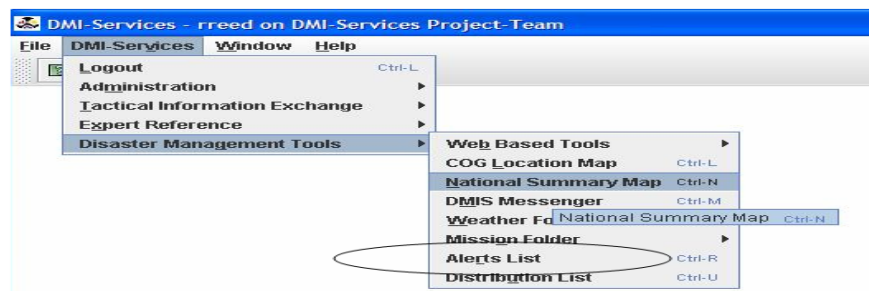 DMI-Services - rreed on DMI-Services Project-Team
File DMI-Services Window Help
Logout Ctrl-L
Administration
Tactical Information Exchange
Expert Reference
Disaster Management Tools
Web Based Tools
COG Location Map Ctrl-L
National Summary Map Ctrl-N
DMIS Messenger Ctrl-M
Weather Fo
National Summary Map Ctrl-N
Mission Folder
Alerts List Ctrl-R
Distribution List Ctrl-U